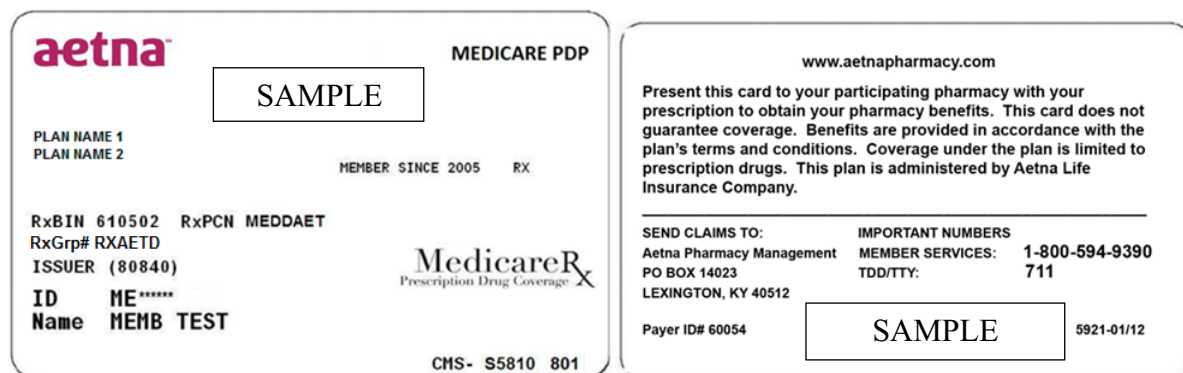 aetna
MEDICARE PDP
SAMPLE
PLAN NAME 1
PLAN NAME 2
MEMBER SINCE 2005 RX
RxBIN 610502 RxPCN MEDDAET
RxGrp# RXAETD
ISSUER (80840)
MedicareRx
Prescription Drug Coverage
ID ME******
Name MEMB TEST
CMS- S5810 801
www.aetnapharmacy.com
Present this card to your participating pharmacy with your
prescription to obtain your pharmacy benefits. This card does not
guarantee coverage. Benefits are provided in accordance with the
plan's terms and conditions. Coverage under the plan is limited to
prescription drugs. This plan is administered by Aetna Life
Insurance Company.
SEND CLAIMS TO: IMPORTANT NUMBERS
Aetna Pharmacy Management MEMBER SERVICES: 1-800-594-9390
PO BOX 14023 TDD/TTY: 711
LEXINGTON, KY 40512
Payer ID# 60054 SAMPLE 5921-01/12